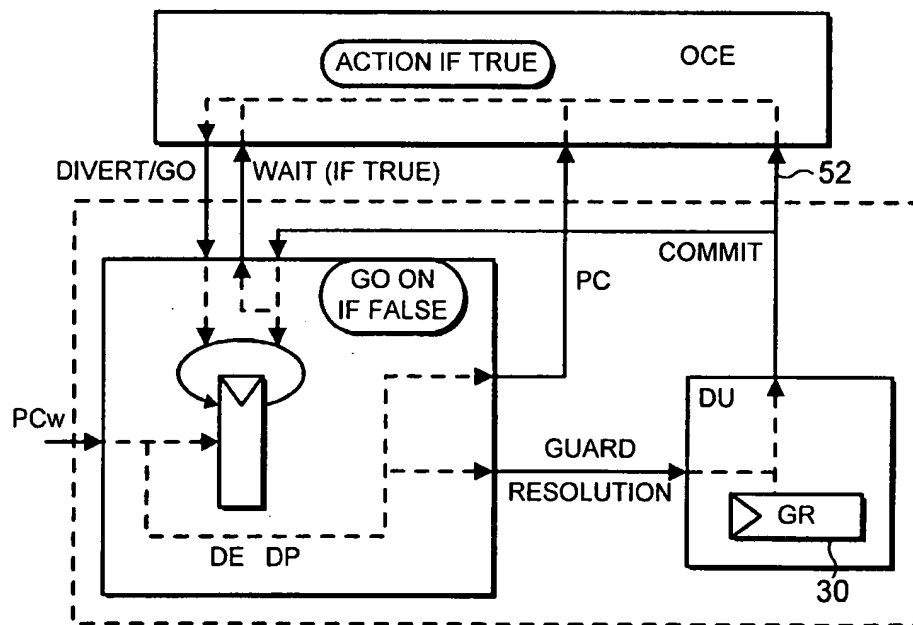 ACTION IF TRUE
OCE
DIVERT/GO
WAIT (IF TRUE)
52
COMMIT
GO ON
IF FALSE
PC
PCw
DU
GUARD
RESOLUTION
GR
DE DP
30